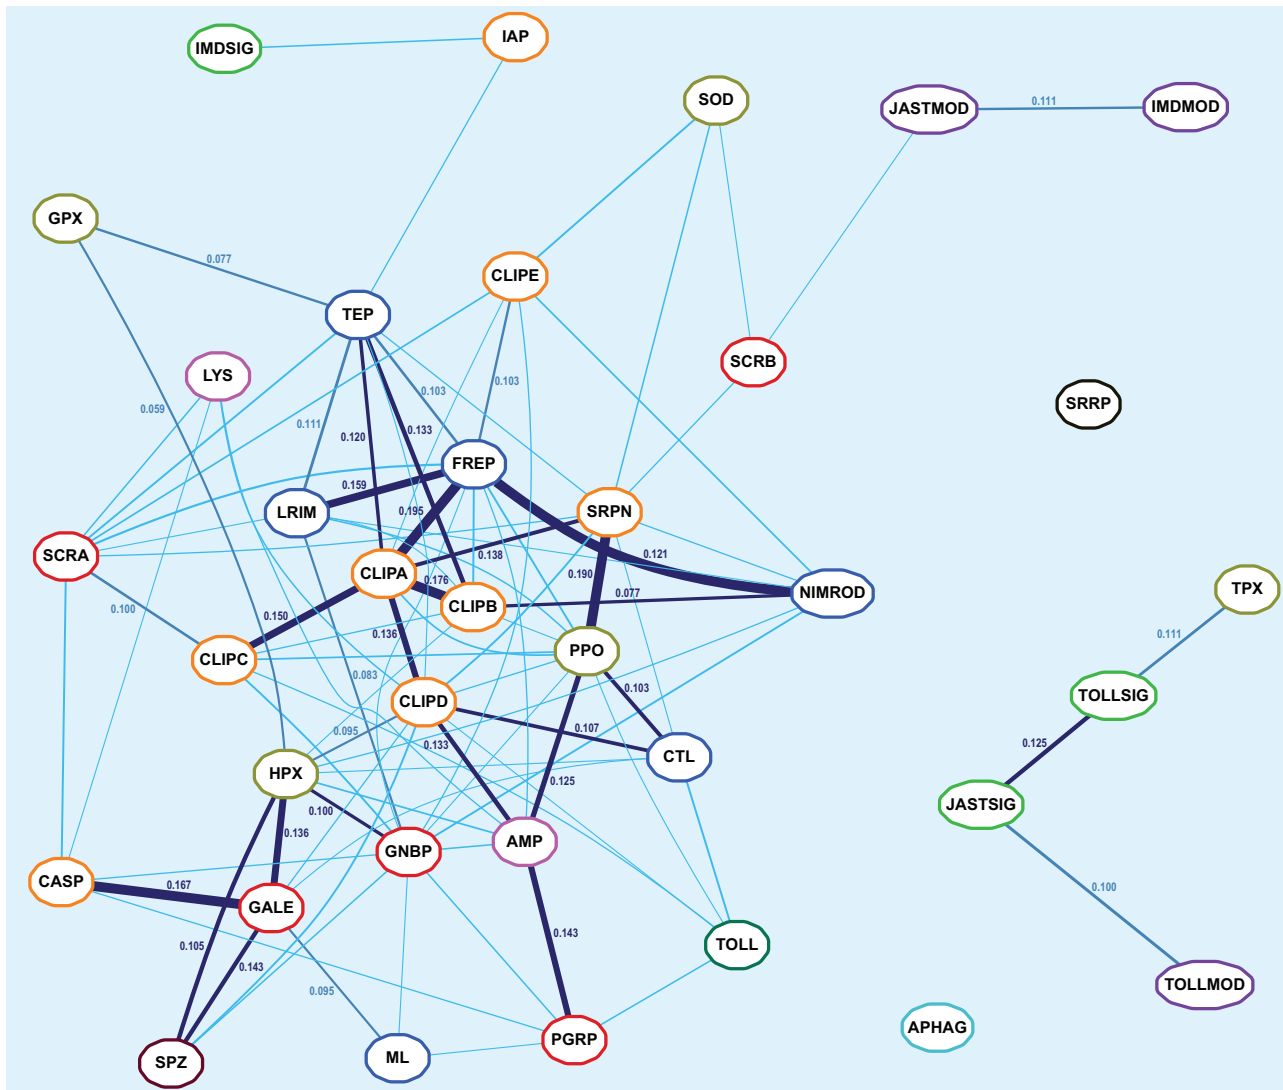 IAP
IMDSIG
SOD
JASTMOD
0.111
IMDMOD
GPX
0.077
CLIPE
TEP
SCRB
LYS
0.103
0.103
SRRP
0.059
0.111
0.120
0.133
FREP
0.159
LRIM
0.195
SRPN
SCRA
0.138
0.121
CLIPA
0.176
0.190
NIMROD
TPX
CLIPB
0.077
0.100
0.150
0.136
0.111
PPO
CLIPC
0.083
0.103
CLIPD
TOLLSIG
0.095
0.133
0.107
0.125
CTL
HPX
0.125
0.100
JASTSIG
0.136
AMP
GNBP
CASP
0.167
0.100
GALE
0.105
0.143
TOLL
0.143
0.095
TOLLMOD
APHAG
PGRP
ML
SPZ